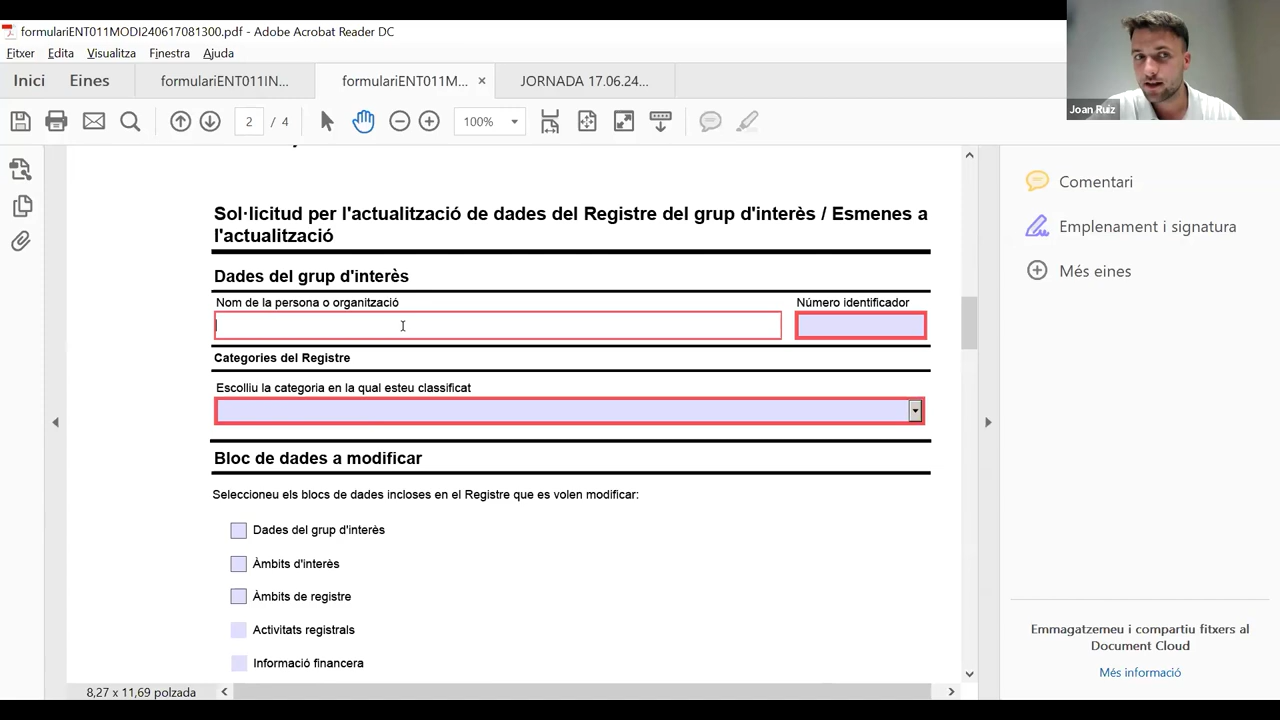 formulariENT011MODI240617081300.pdf - Adobe Acrobat Reader DC
Fitxer Edita Visualitza Finestra Ajuda
Inici Eines formulariENT011IN... formulariENT011M... × JORNADA 17.06.24...
2 / 4 100%
Joan Ruiz
Sol·licitud per l'actualització de dades del Registre del grup d'interès / Esmenes a
l'actualització
Dades del grup d'interès
Nom de la persona o organització Número identificador
Categories del Registre
Escolliu la categoria en la qual esteu classificat
Bloc de dades a modificar
Seleccioneu els blocs de dades incloses en el Registre que es volen modificar:
Dades del grup d'interès
Àmbits d'interès
Àmbits de registre
Activitats registrals
Informació financera
8,27 x 11,69 polzada
Comentari
Emplenament i signatura
Més eines
Emmagatzemeu i compartiu fitxers al
Document Cloud
Més informació